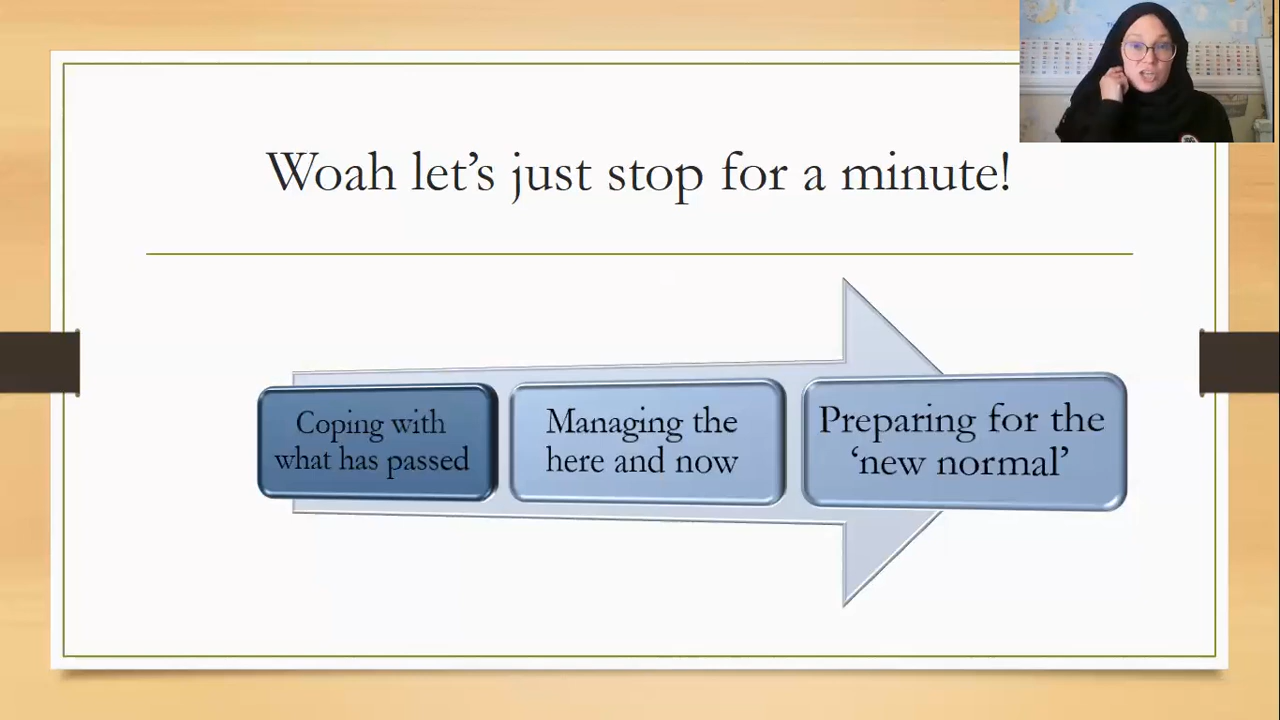 Woah let’s just stop for a minute!
Coping with
what has passed
Managing the
here and now
Preparing for the
‘new normal’